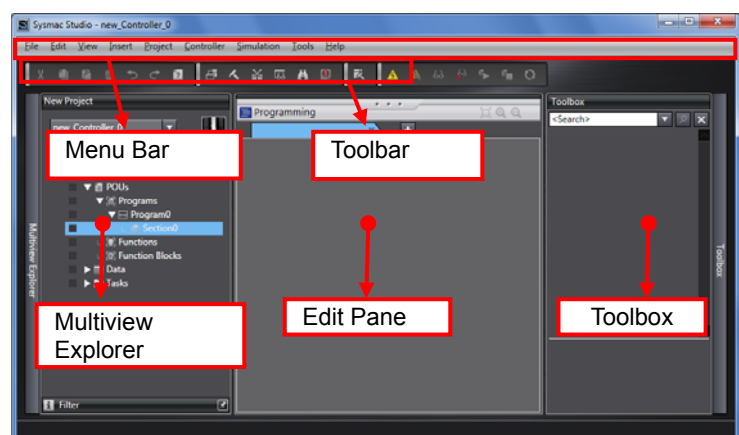 Sysmac Studio - new_Controller_0
File Edit View Insert Project Controller Simulation Tools Help
New Project
new_Controller_0
Programming
Toolbox
<Search>
Menu Bar
Toolbar
POUs
Programs
Program0
Section0
Functions
Function Blocks
Data
Tasks
Multiview Explorer
Toolbox
Multiview
Explorer
Edit Pane
Toolbox
Filter